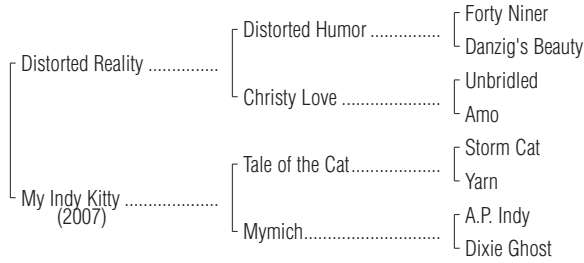 Forty Niner
Distorted Humor ................
Danzig's Beauty
Distorted Reality ..............
Unbridled
Christy Love ....................
Amo
Storm Cat
Tale of the Cat..................
Yarn
My Indy Kitty ...................
(2007)
A.P. Indy
Mymich...........................
Dixie Ghost